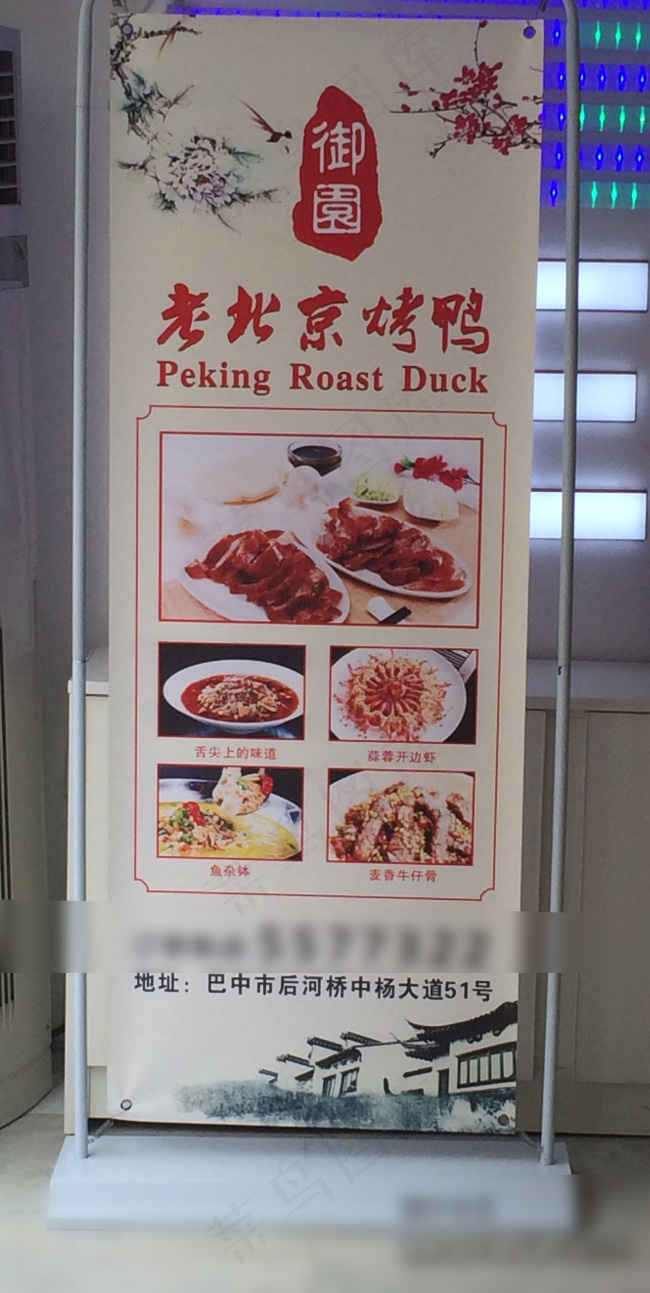 御園
老北京烤鸭
Peking Roast Duck
舌尖上的味道
蒜蓉开边虾
鱼杂钵
麦香牛仔骨
地址：巴中市后河桥中杨大道51号